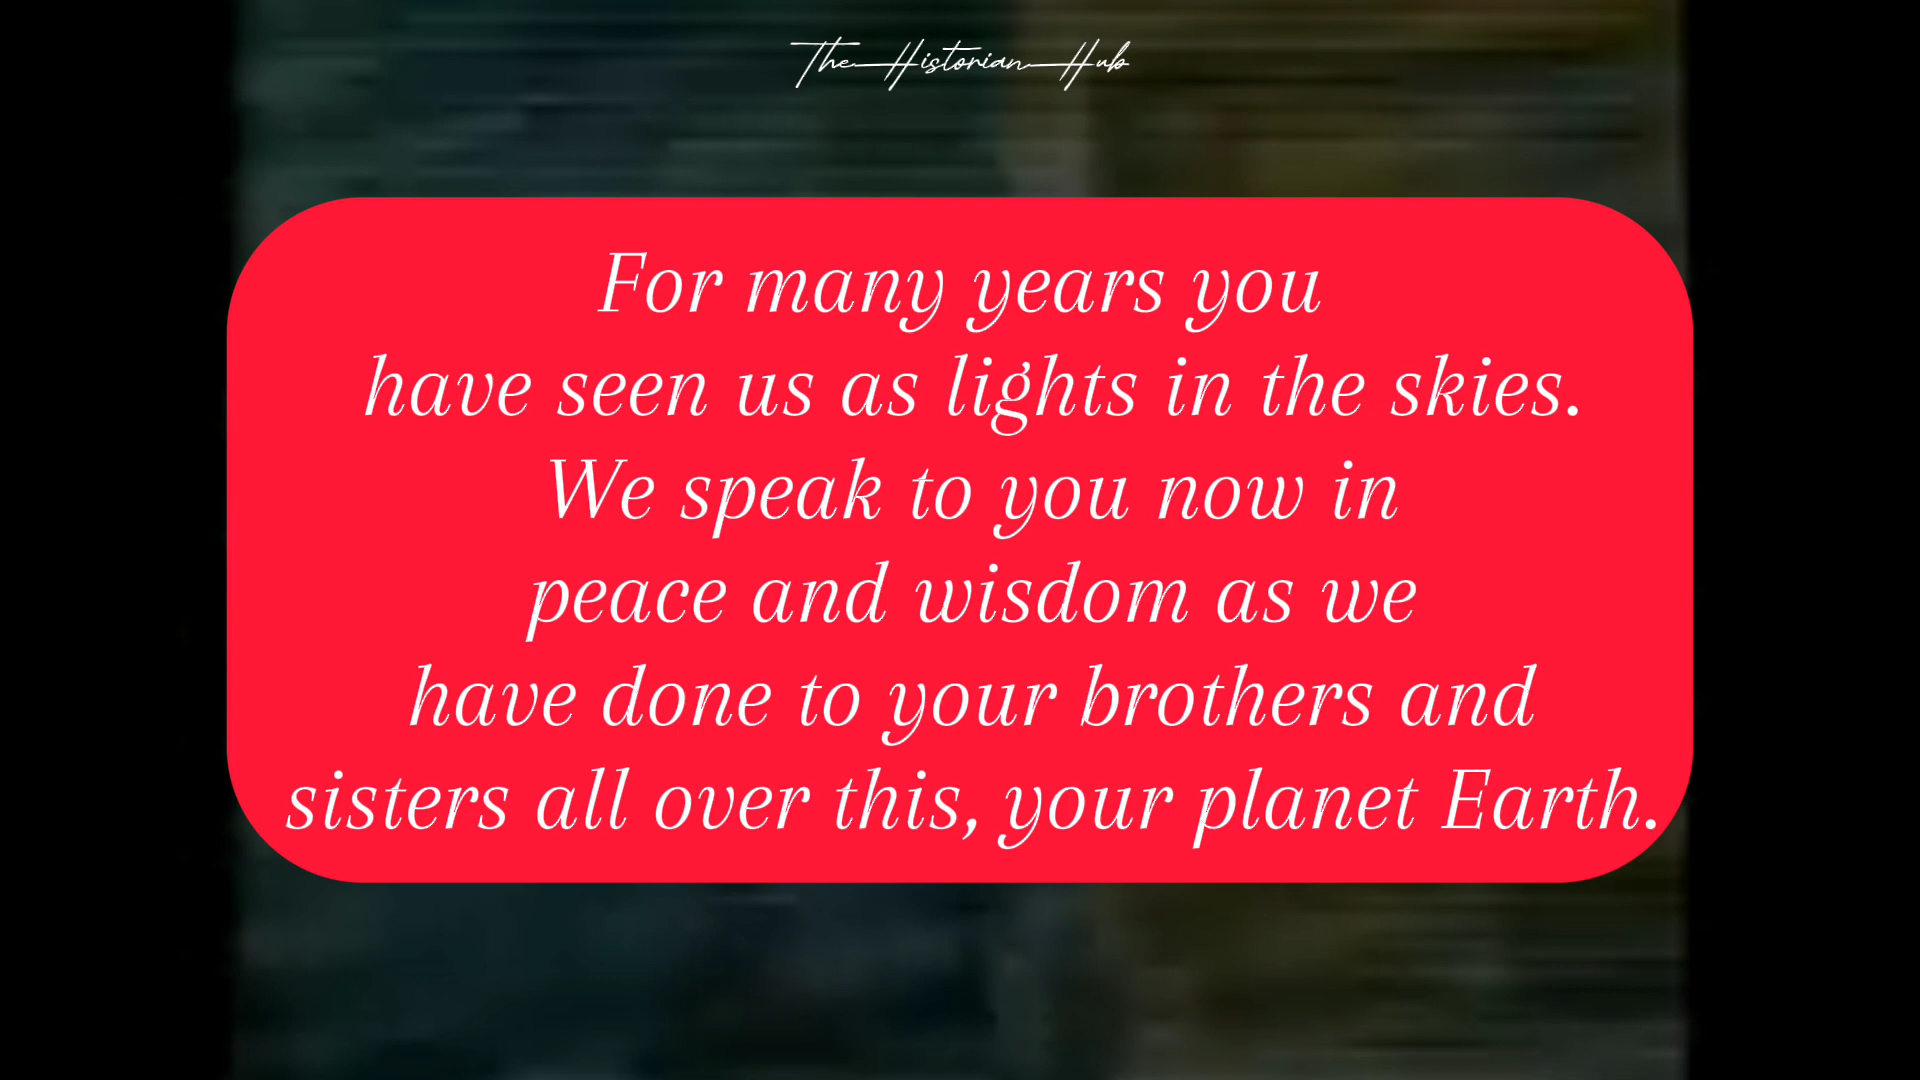 The Historian Hub
For many years you
have seen us as lights in the skies.
We speak to you now in
peace and wisdom as we
have done to your brothers and
sisters all over this, your planet Earth.